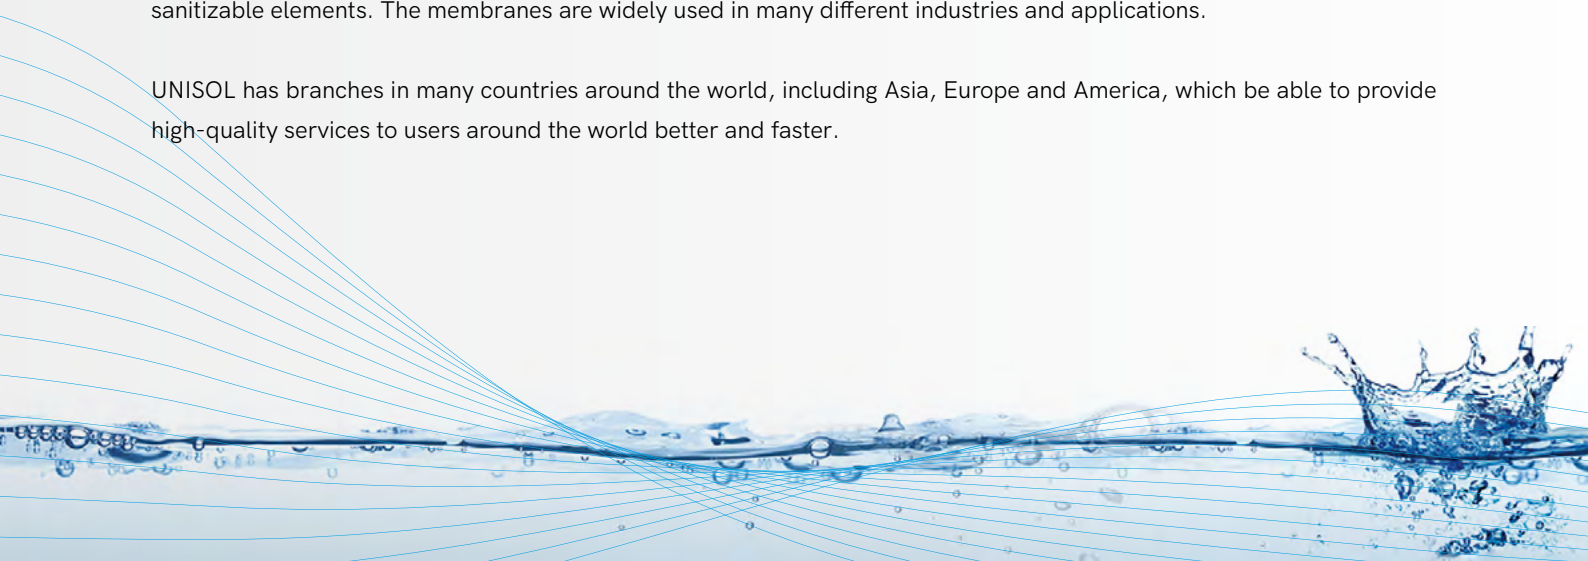 sanitizable elements. The membranes are widely used in many different industries and applications.
UNISOL has branches in many countries around the world, including Asia, Europe and America, which be able to provide
high-quality services to users around the world better and faster.